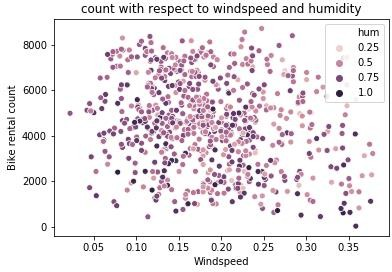 count with respect to windspeed and humidity
hum
0.25
0.5
0.75
1.0
8000
6000
4000
2000
0
Bike rental count
0.05 0.10 0.15 0.20 0.25 0.30 0.35
Windspeed